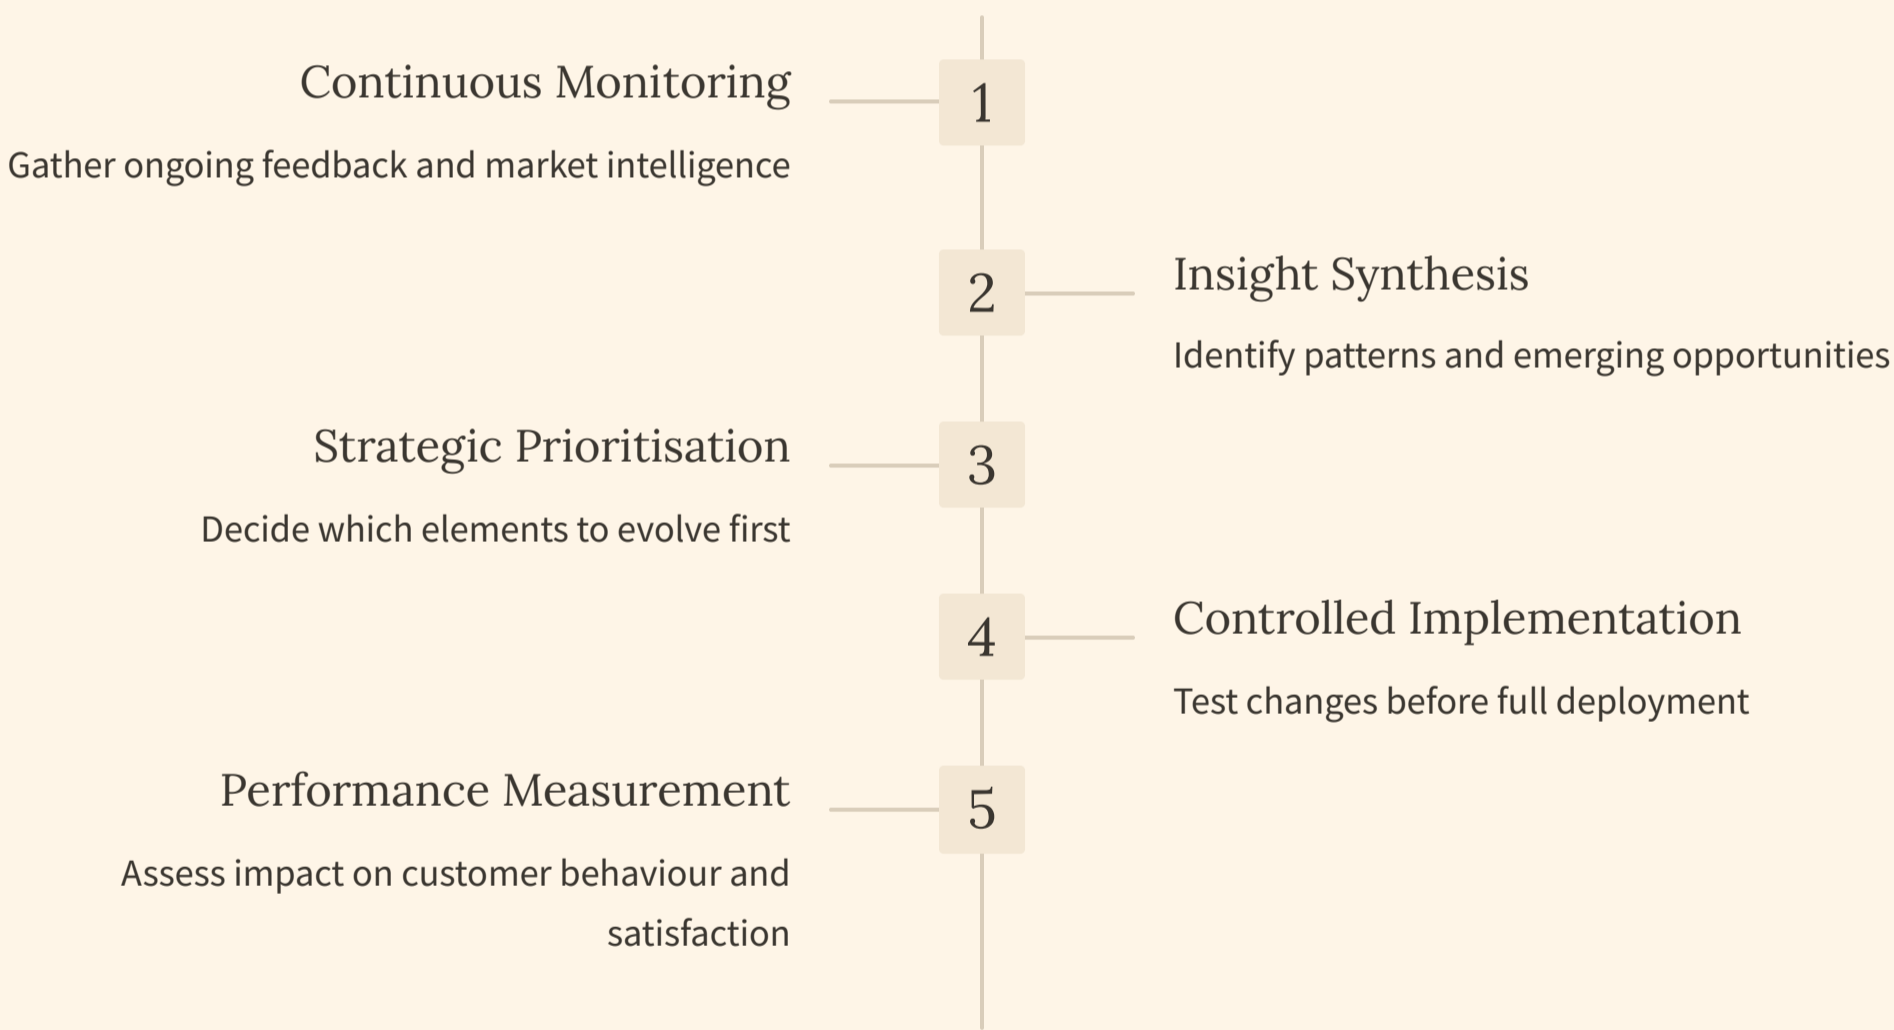 Continuous Monitoring
1
Gather ongoing feedback and market intelligence
2
Insight Synthesis
Identify patterns and emerging opportunities
Strategic Prioritisation
3
Decide which elements to evolve first
4
Controlled Implementation
Test changes before full deployment
Performance Measurement
5
Assess impact on customer behaviour and
satisfaction